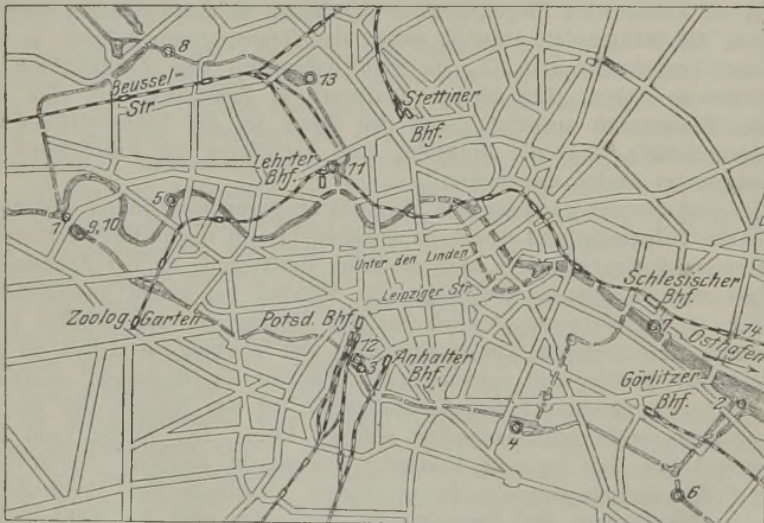 8
Beussel-
Str.
13
Stettiner
Bhf.
Lehrter
Bhf.
11
5
1
9,10
Unter den Linden
Leipziger Str.
Schlesischer
Bhf.
Zoolog. Garten
Potsd. Bhf.
7
14
Osthafen
12
3
Anhalter
Bhf.
Görlitzer
Bhf.
2
4
6